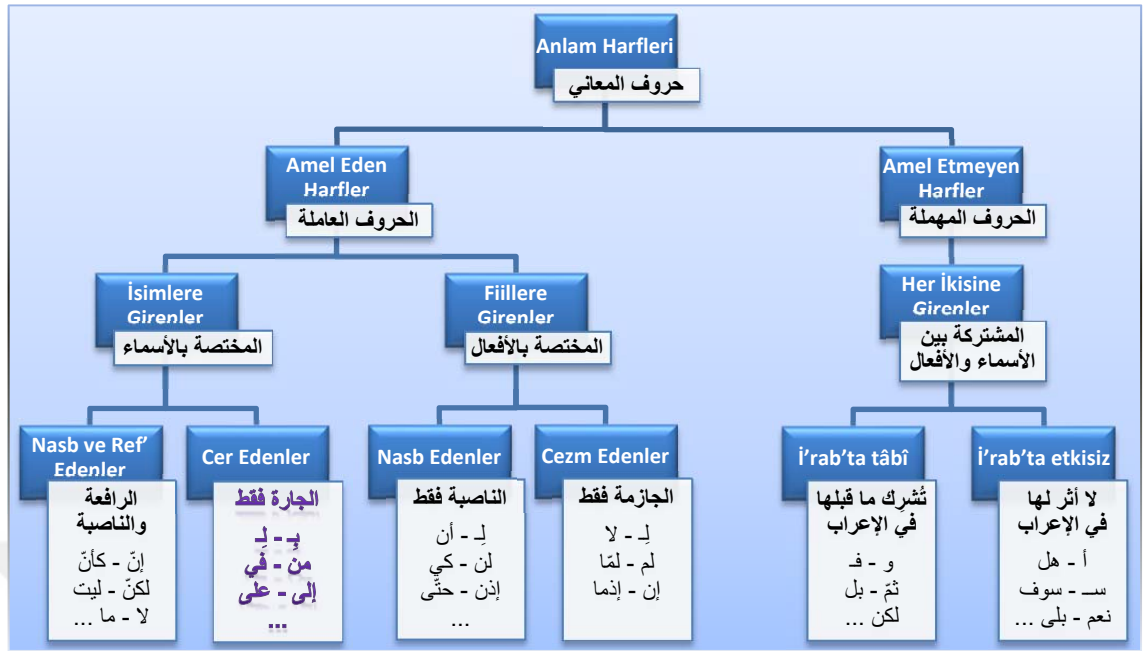 Anlam Harfleri
حروف المعاني
Amel Eden
Harfler
الحروف العاملة
Amel Etmeyen
Harfler
الحروف المهملة
İsimlere
Girenler
المختصة بالأسماء
Fiillere
Girenler
المختصة بالأفعال
Her İkisine
Girenler
المشتركة بين
الأسماء والأفعال
Nasb ve Ref'
Edenler
الرافعة
والناصبة
إنّ - كأنّ
لكنّ - ليت
لا - ما ...
Cer Edenler
الجارة فقط
بِـ - لِـ
من - في
إلى - على
...
Nasb Edenler
الناصبة فقط
لِـ - أن
لن - كي
إذن - حتّى
...
Cezm Edenler
الجازمة فقط
لِـ - لا
لم - لمّا
إن - إذما
İ'rab'ta tâbî
تُشْرِك ما قبلها
في الإعراب
و - فـ
ثمّ - بل
لكن ...
İ'rab'ta etkisiz
لا أثر لها
في الإعراب
أ - هل
ســ - سوف
نعم - بلى ...